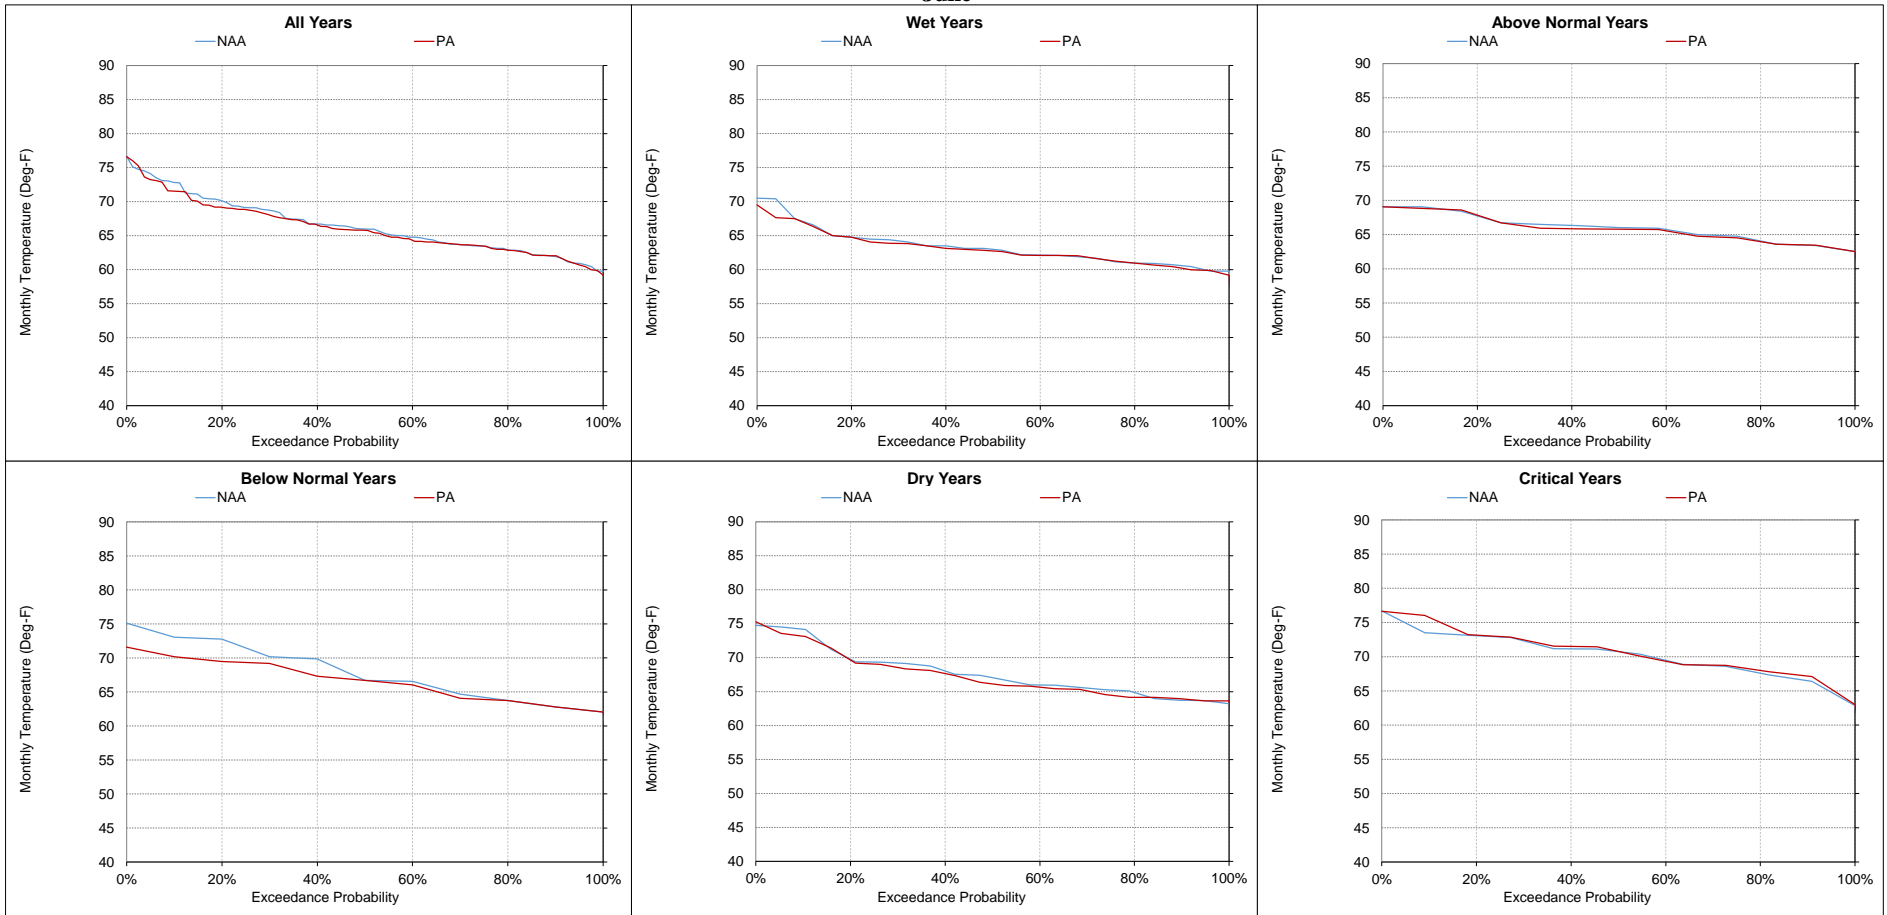 All Years
NAA PA
90
85
80
75
70
65
60
55
50
45
40
0% 20% 40% 60% 80% 100%
Monthly Temperature (Deg-F)
Exceedance Probability
Wet Years
NAA PA
90
85
80
75
70
65
60
55
50
45
40
0% 20% 40% 60% 80% 100%
Monthly Temperature (Deg-F)
Exceedance Probability
Above Normal Years
NAA PA
90
85
80
75
70
65
60
55
50
45
40
0% 20% 40% 60% 80% 100%
Monthly Temperature (Deg-F)
Exceedance Probability
Below Normal Years
NAA PA
90
85
80
75
70
65
60
55
50
45
40
0% 20% 40% 60% 80% 100%
Monthly Temperature (Deg-F)
Exceedance Probability
Dry Years
NAA PA
90
85
80
75
70
65
60
55
50
45
40
0% 20% 40% 60% 80% 100%
Monthly Temperature (Deg-F)
Exceedance Probability
Critical Years
NAA PA
90
85
80
75
70
65
60
55
50
45
40
0% 20% 40% 60% 80% 100%
Monthly Temperature (Deg-F)
Exceedance Probability